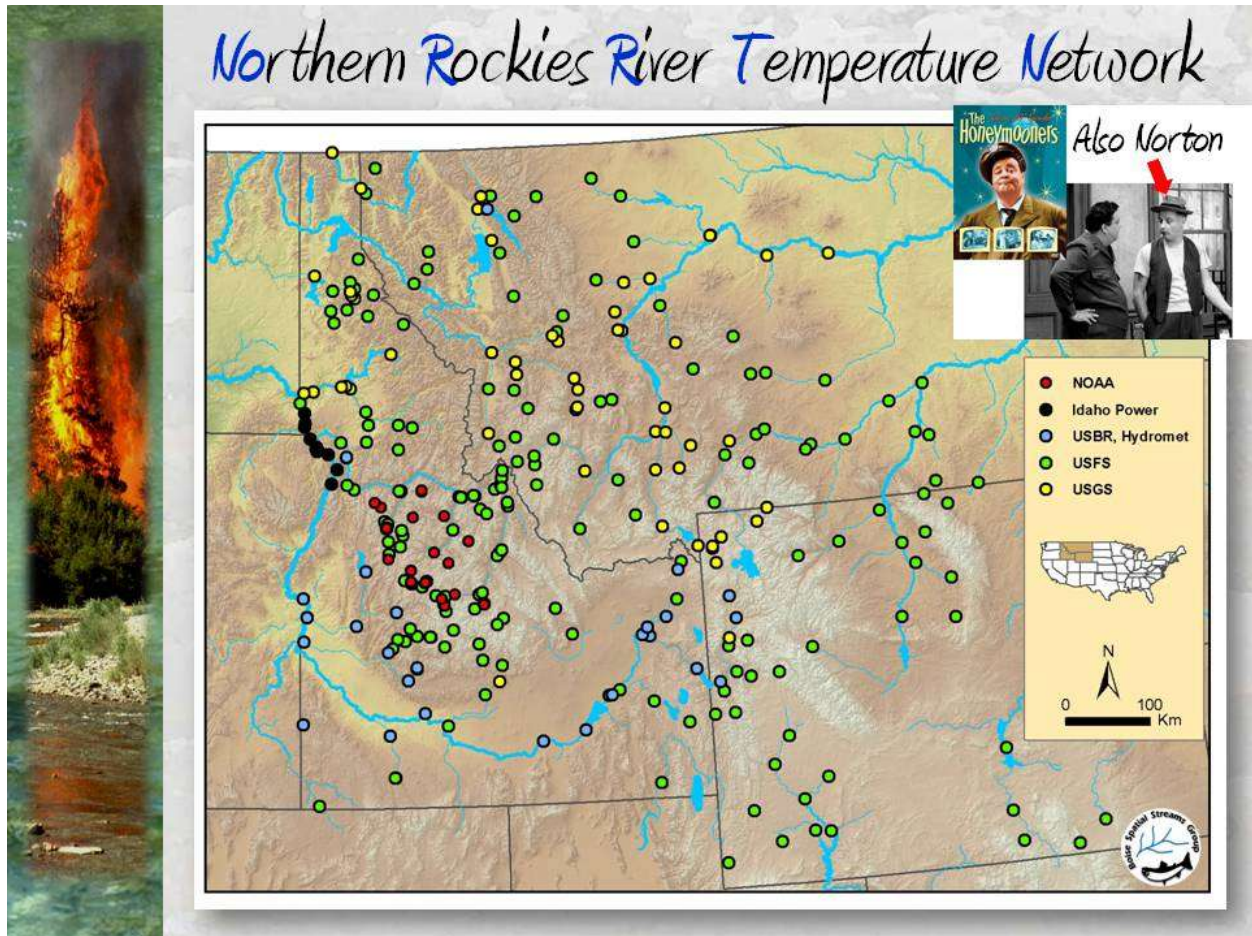 Northern Rockies River Temperature Network
The
Honeymooners
Also Norton
NOAA
Idaho Power
USBR, Hydromet
USFS
USGS
N
0 100
Km
Boise Spatial Streams Group